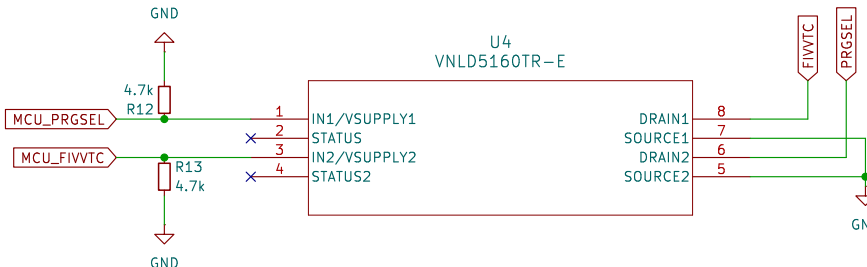 GND
U4
VNLD5160TR-E
FIVVTC
PRGSEL
4.7k
R12
MCU_PRGSEL
1
IN1/VSUPPLY1
DRAIN1
8
2
STATUS
SOURCE1
7
MCU_FIVVTC
3
IN2/VSUPPLY2
DRAIN2
6
R13
4.7k
4
STATUS2
SOURCE2
5
GND
GN